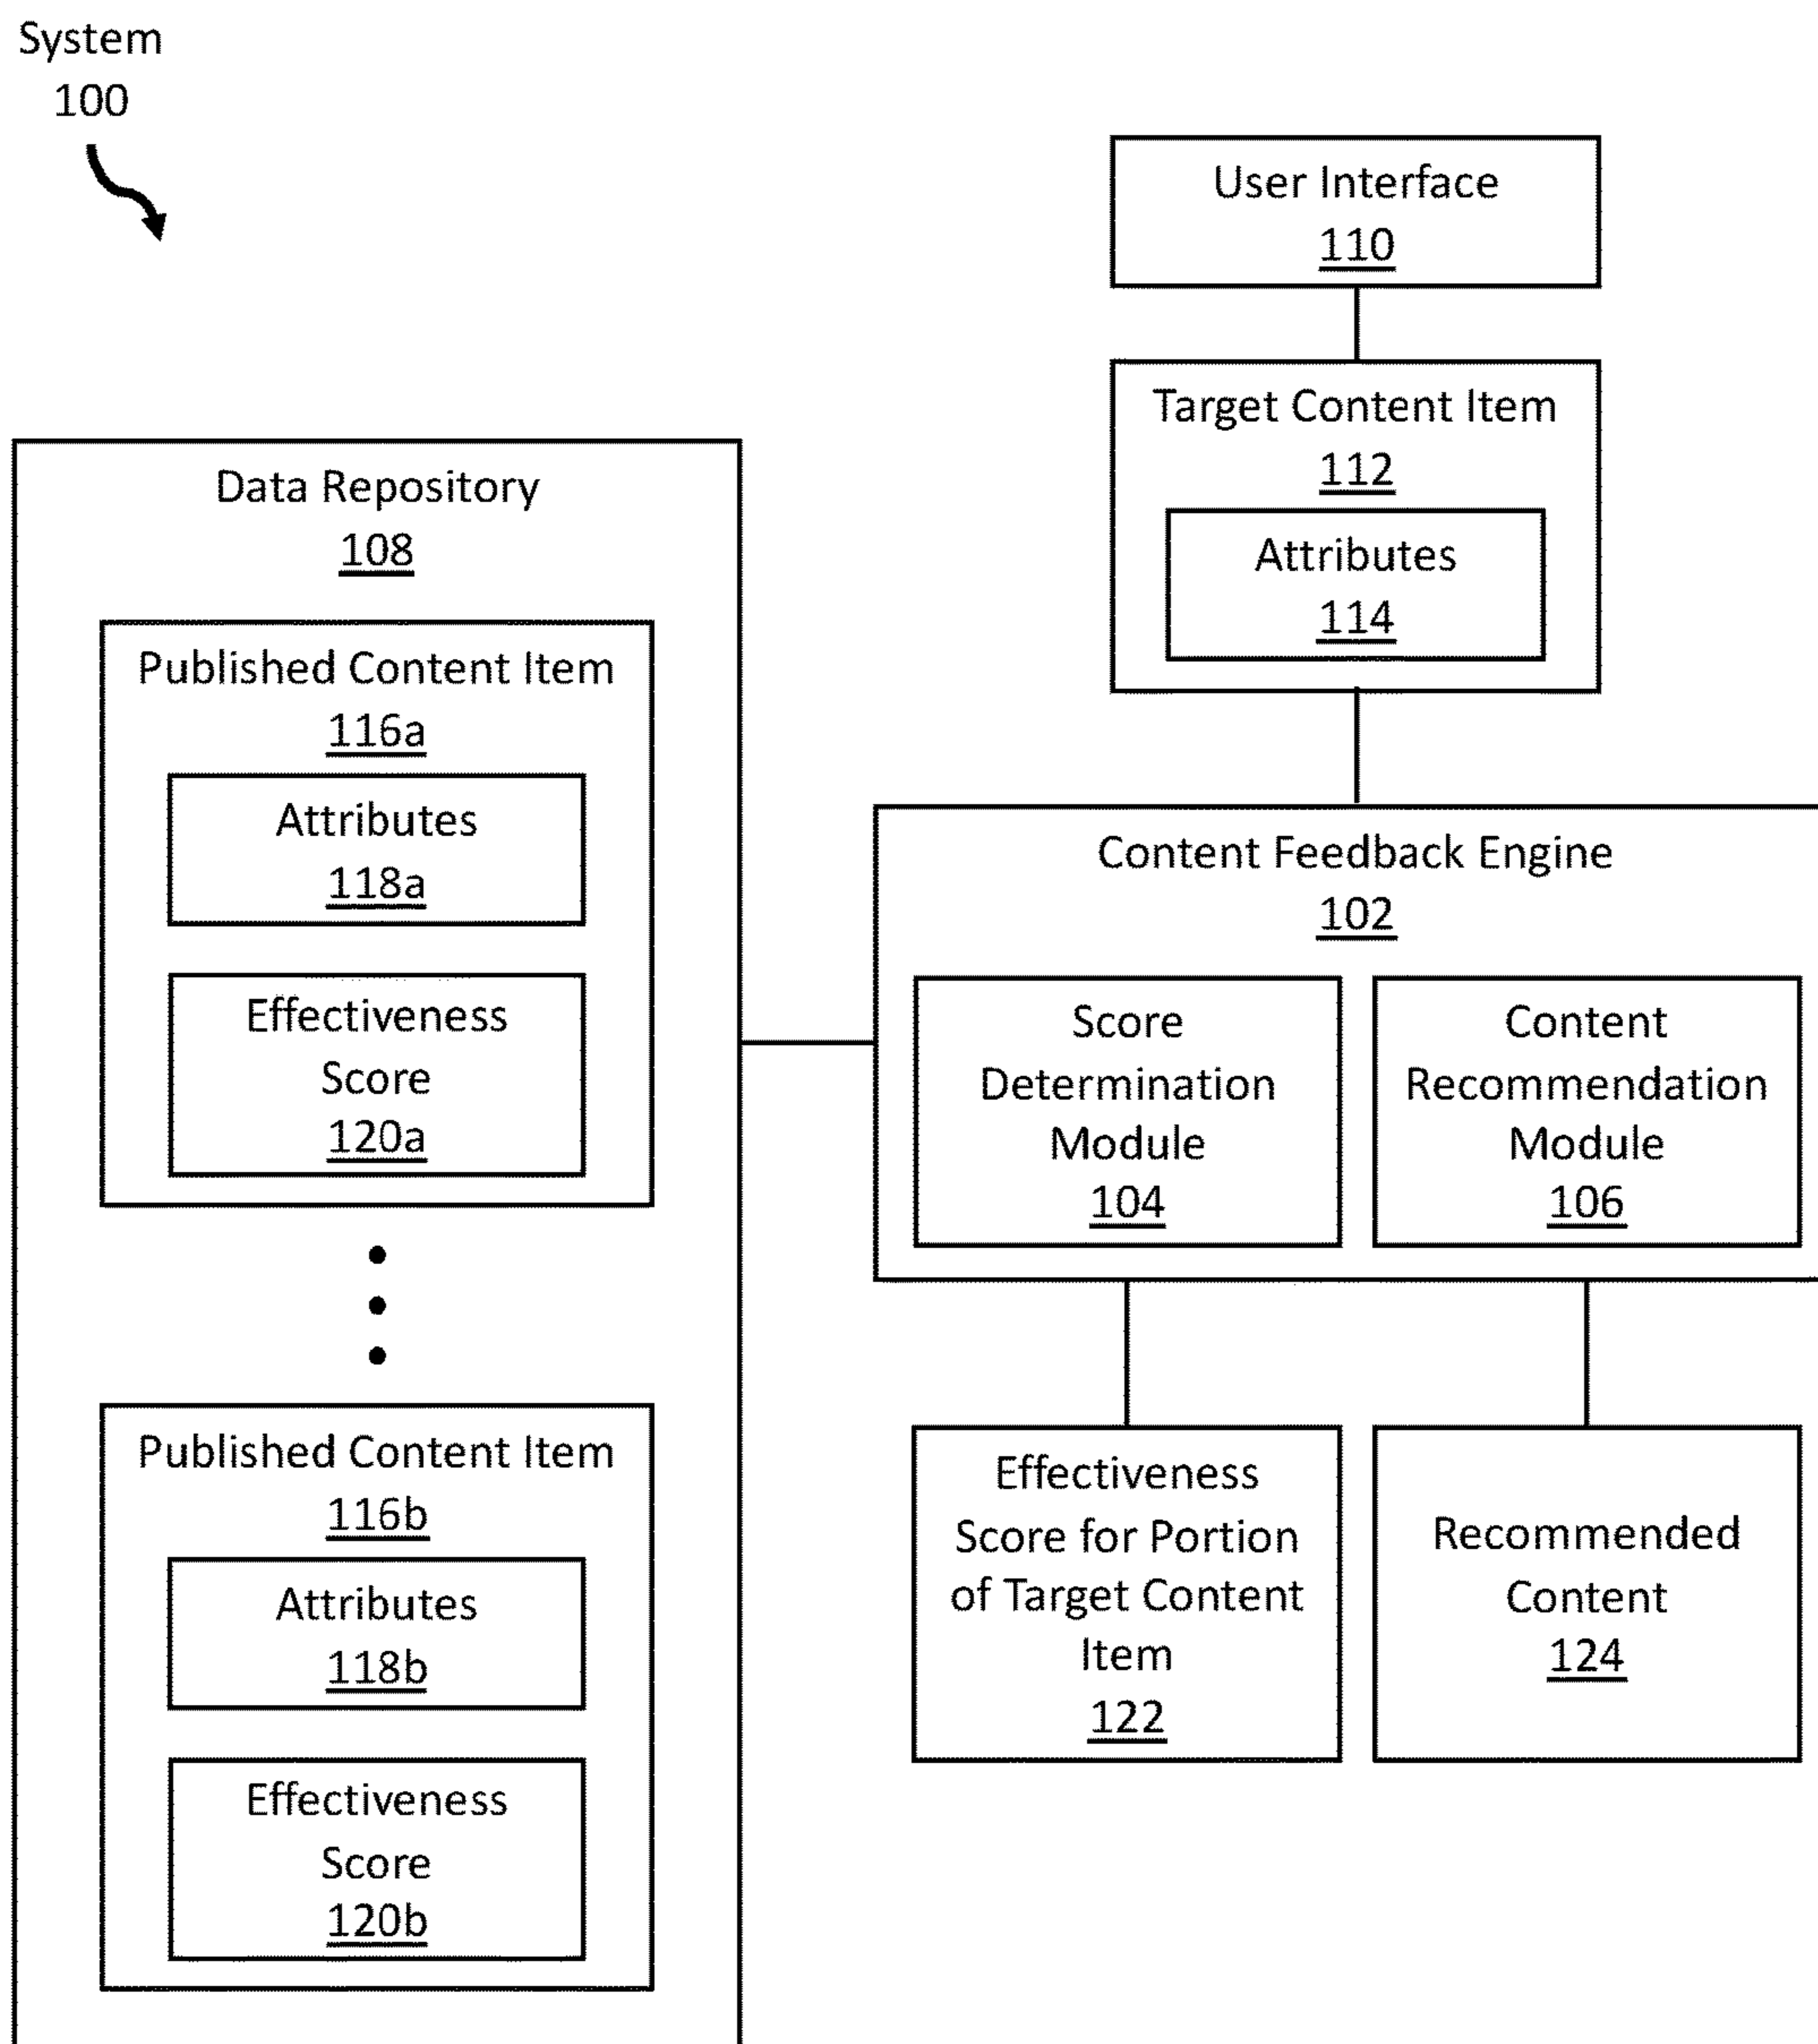 System
100
User Interface
110
Target Content Item
112
Attributes
114
Data Repository
108
Published Content Item
116a
Attributes
118a
Effectiveness
Score
120a
Published Content Item
116b
Attributes
118b
Effectiveness
Score
120b
Content Feedback Engine
102
Score
Determination
Module
104
Content
Recommendation
Module
106
Effectiveness
Score for Portion
of Target Content
Item
122
Recommended
Content
124